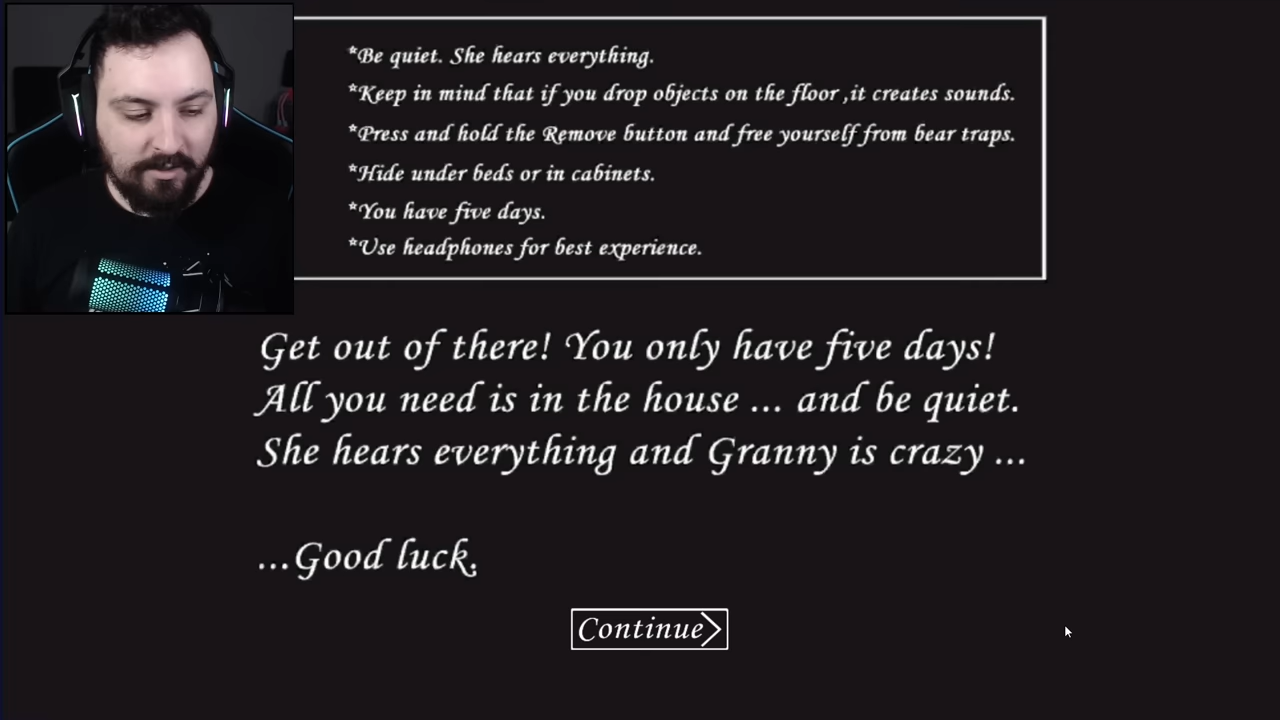 *Be quiet. She hears everything.
*Keep in mind that if you drop objects on the floor ,it creates sounds.
*Press and hold the Remove button and free yourself from bear traps.
*Hide under beds or in cabinets.
*You have five days.
*Use headphones for best experience.
Get out of there! You only have five days!
All you need is in the house ... and be quiet.
She hears everything and Granny is crazy ...
...Good luck.
Continue